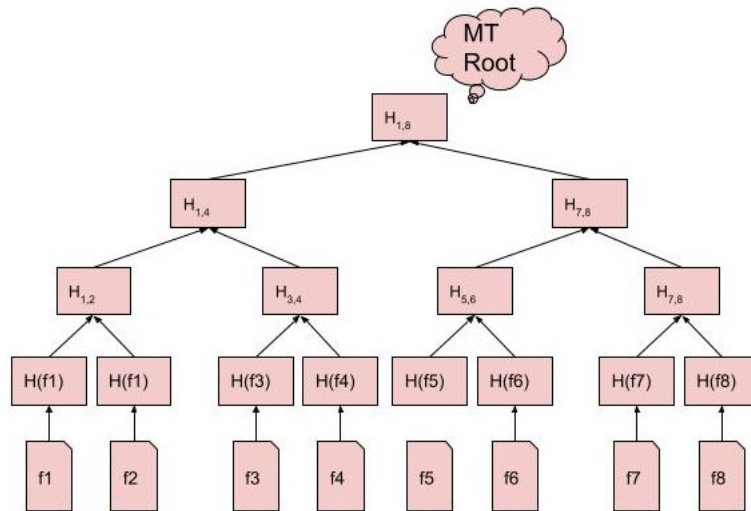 MT
Root
H1,8
H1,4
H7,8
H1,2
H3,4
H5,6
H7,8
H(f1) H(f1) H(f3) H(f4) H(f5) H(f6) H(f7) H(f8)
f1 f2 f3 f4 f5 f6 f7 f8